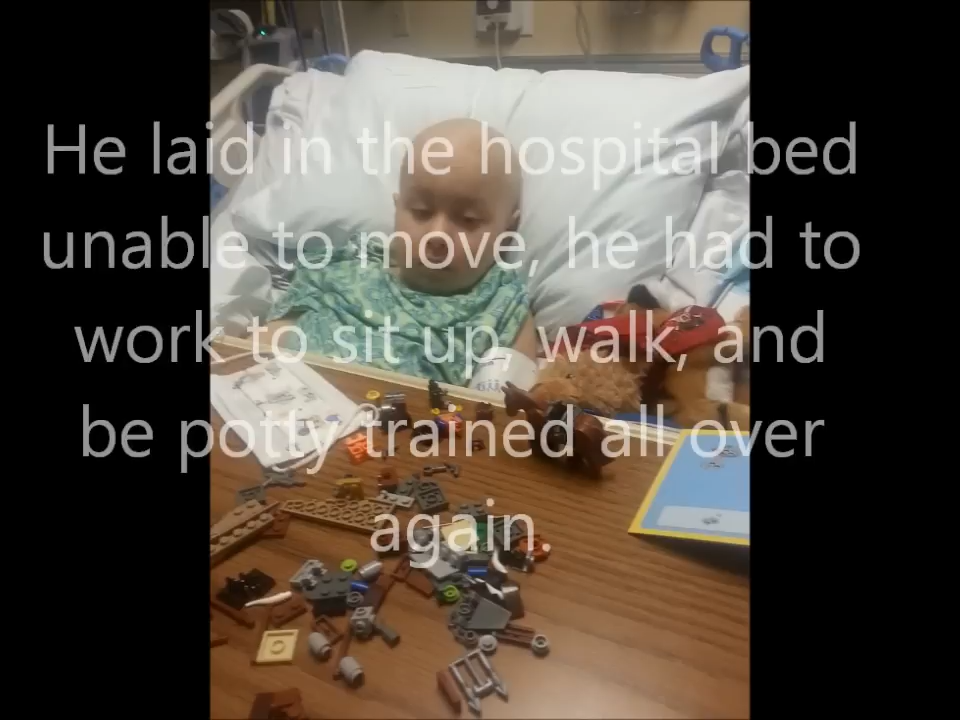 He laid in the hospital bed
unable to move, he had to
work to sit up, walk, and
be potty trained all over
again.